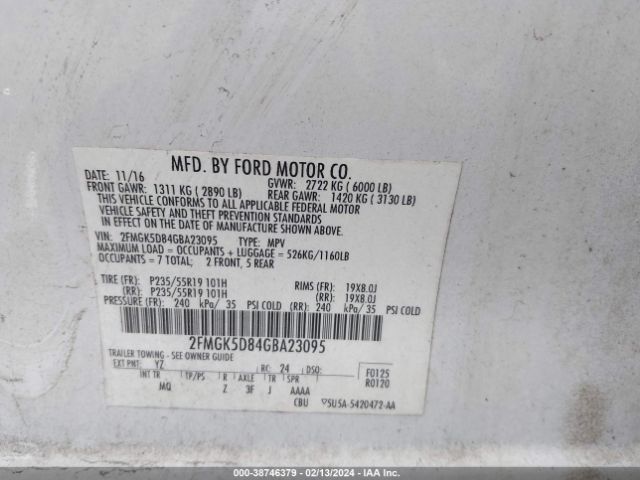 MFD. BY FORD MOTOR CO.
DATE: 11/16 GVWR: 2722 KG ( 6000 LB)
FRONT GAWR: 1311 KG ( 2890 LB) REAR GAWR: 1420 KG ( 3130 LB)
THIS VEHICLE CONFORMS TO ALL APPLICABLE FEDERAL MOTOR
VEHICLE SAFETY AND BUMPER STANDARDS
IN EFFECT ON THE DATE OF MANUFACTURE SHOWN ABOVE.
VIN: 2FMGK5D84GBA23095 TYPE: MPV
MAXIMUM LOAD = OCCUPANTS + LUGGAGE = 526KG/1160LB
OCCUPANTS = 7 TOTAL; 2 FRONT, 5 REAR
TIRE (FR): P235/55R19 101H RIMS (FR): 19X8.0J
(RR): P235/55R19 101H (RR): 19X8.0J
PRESSURE (FR): 240 kPa/ 35 PSI COLD (RR): 240 kPa/ 35 PSI COLD
2FMGK5D84GBA23095
TRAILER TOWING - SEE OWNER GUIDE
EXT PNT: YZ RC: 24 DSO: F0125
INT TR TP/PS R AXLE TR SPR R0120
MQ Z 3F J AAAA
CBU 5U5A-5420472-AA
000-38746379 - 02/13/2024 - IAAI.COM